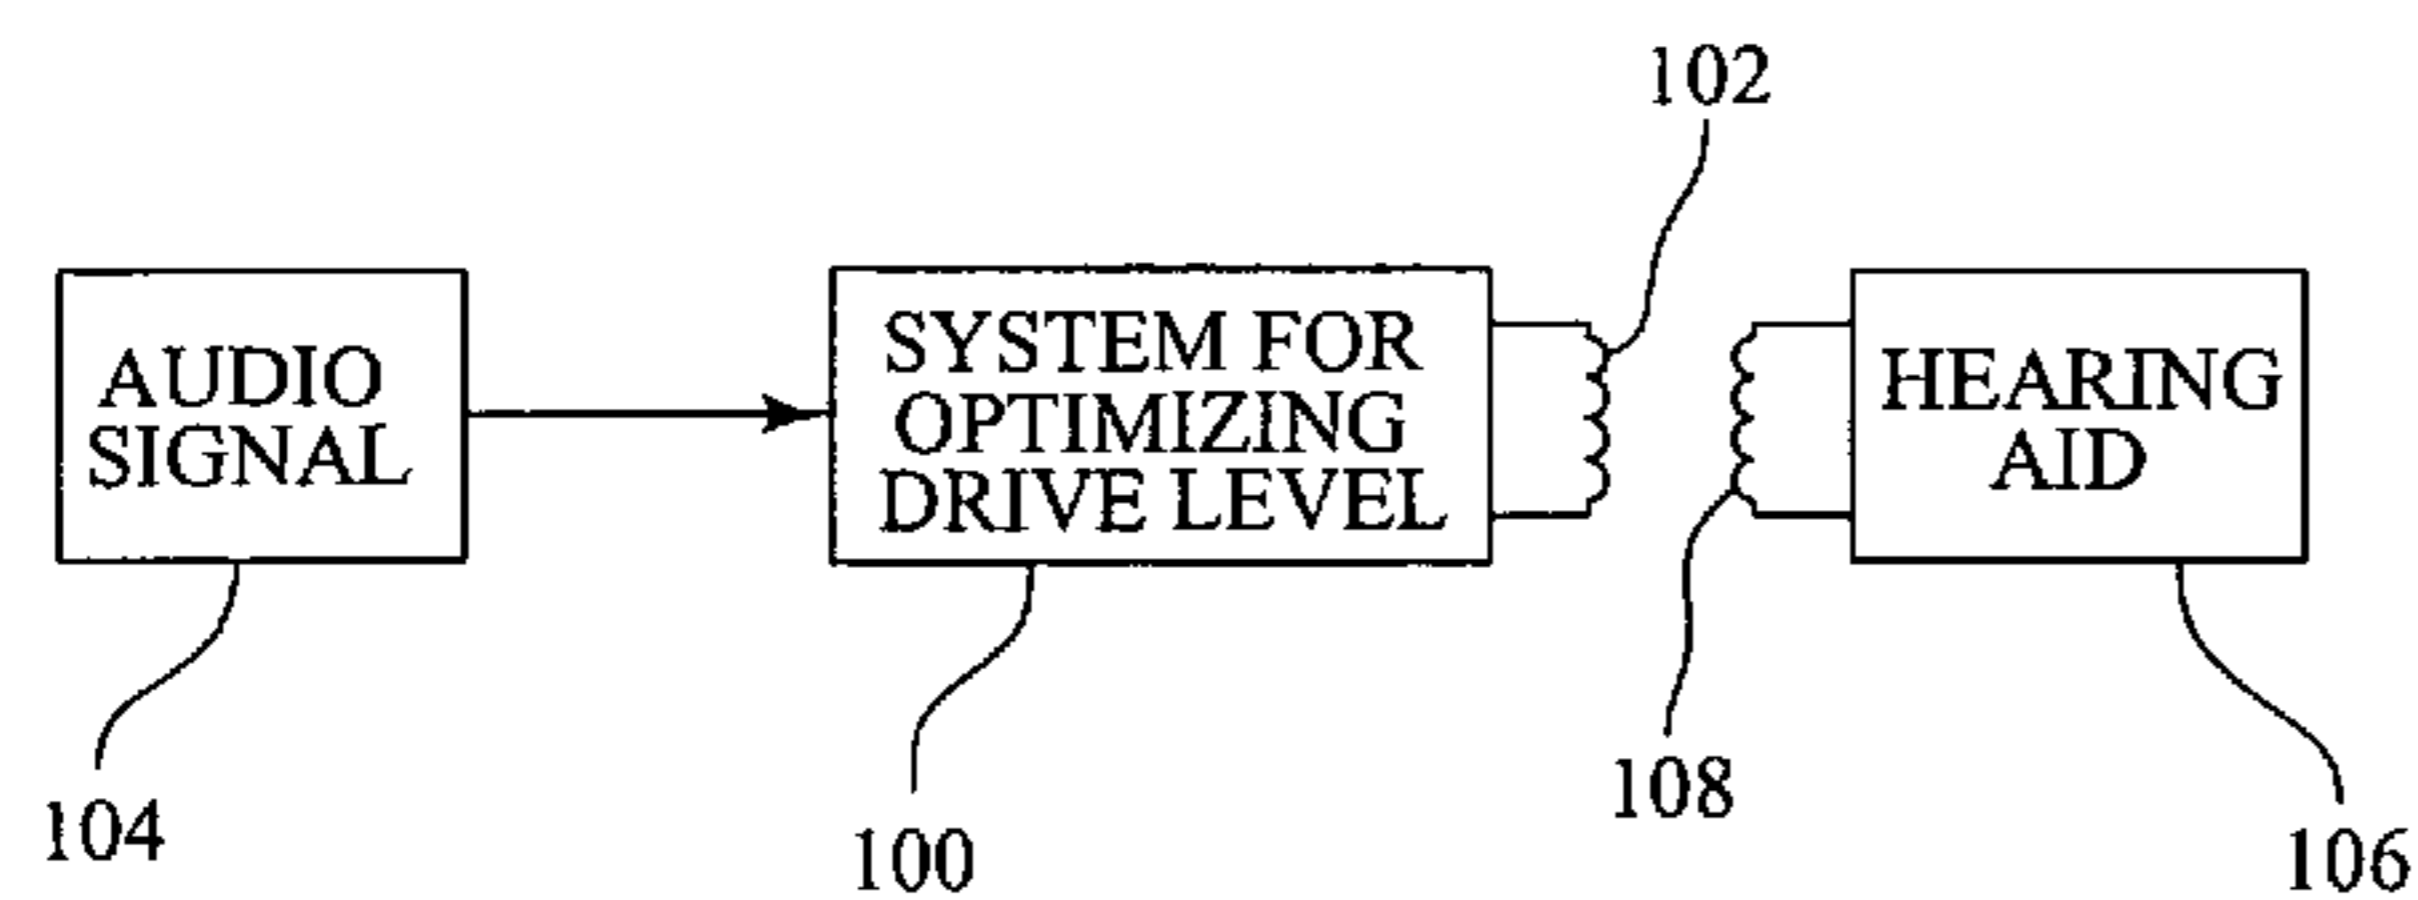 102
AUDIO
SIGNAL
SYSTEM FOR
OPTIMIZING
DRIVE LEVEL
HEARING
AID
104
100
108
106